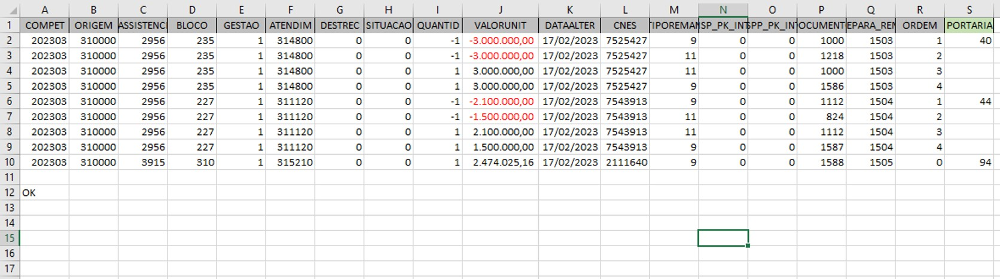 A B C D E F G H I J K L M N O P Q R S
1 COMPET ORIGEM ASSISTENC BLOCO GESTAO ATENDIM DESTREC SITUACAO QUANTID VALORUNIT DATAALTER CNES TIPOREMAN SP_PK_INT SPP_PK_INT OCUMENT EPARA_REM ORDEM PORTARIA
2 202303 310000 2956 235 1 314800 0 0 -1 -3.000.000,00 17/02/2023 7525427 9 0 0 1000 1503 1 40
3 202303 310000 2956 235 1 314800 0 0 -1 -3.000.000,00 17/02/2023 7525427 11 0 0 1218 1503 2
4 202303 310000 2956 235 1 314800 0 0 1 3.000.000,00 17/02/2023 7525427 11 0 0 1000 1503 3
5 202303 310000 2956 235 1 314800 0 0 1 3.000.000,00 17/02/2023 7525427 9 0 0 1586 1503 4
6 202303 310000 2956 227 1 311120 0 0 -1 -2.100.000,00 17/02/2023 7543913 9 0 0 1112 1504 1 44
7 202303 310000 2956 227 1 311120 0 0 -1 -1.500.000,00 17/02/2023 7543913 11 0 0 824 1504 2
8 202303 310000 2956 227 1 311120 0 0 1 2.100.000,00 17/02/2023 7543913 11 0 0 1112 1504 3
9 202303 310000 2956 227 1 311120 0 0 1 1.500.000,00 17/02/2023 7543913 9 0 0 1587 1504 4
10 202303 310000 3915 310 1 315210 0 0 1 2.474.025,16 17/02/2023 2111640 9 0 0 1588 1505 0 94
11
12 OK
13
14
15
16
17